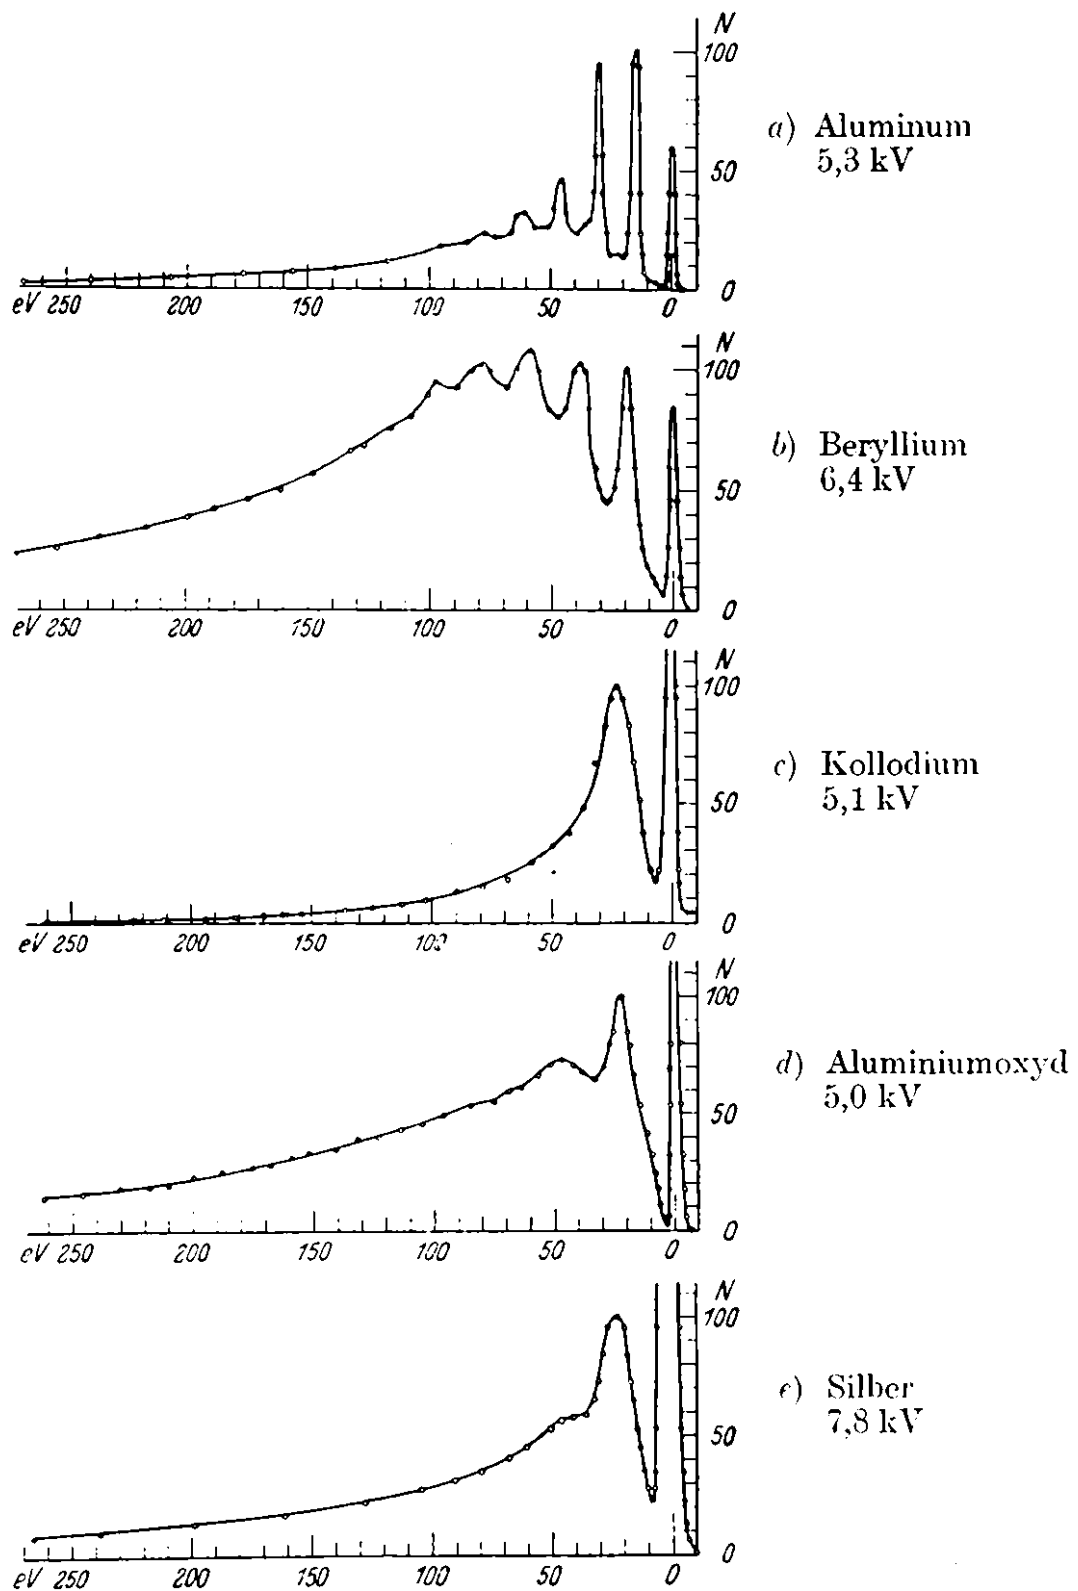 N
100
50
0
eV 250 200 150 100 50 0
a) Aluminum
5,3 kV
N
100
50
0
eV 250 200 150 100 50 0
b) Beryllium
6,4 kV
N
100
50
0
eV 250 200 150 100 50 0
c) Kollodium
5,1 kV
N
100
50
0
eV 250 200 150 100 50 0
d) Aluminiumoxyd
5,0 kV
N
100
50
0
eV 250 200 150 100 50 0
e) Silber
7,8 kV